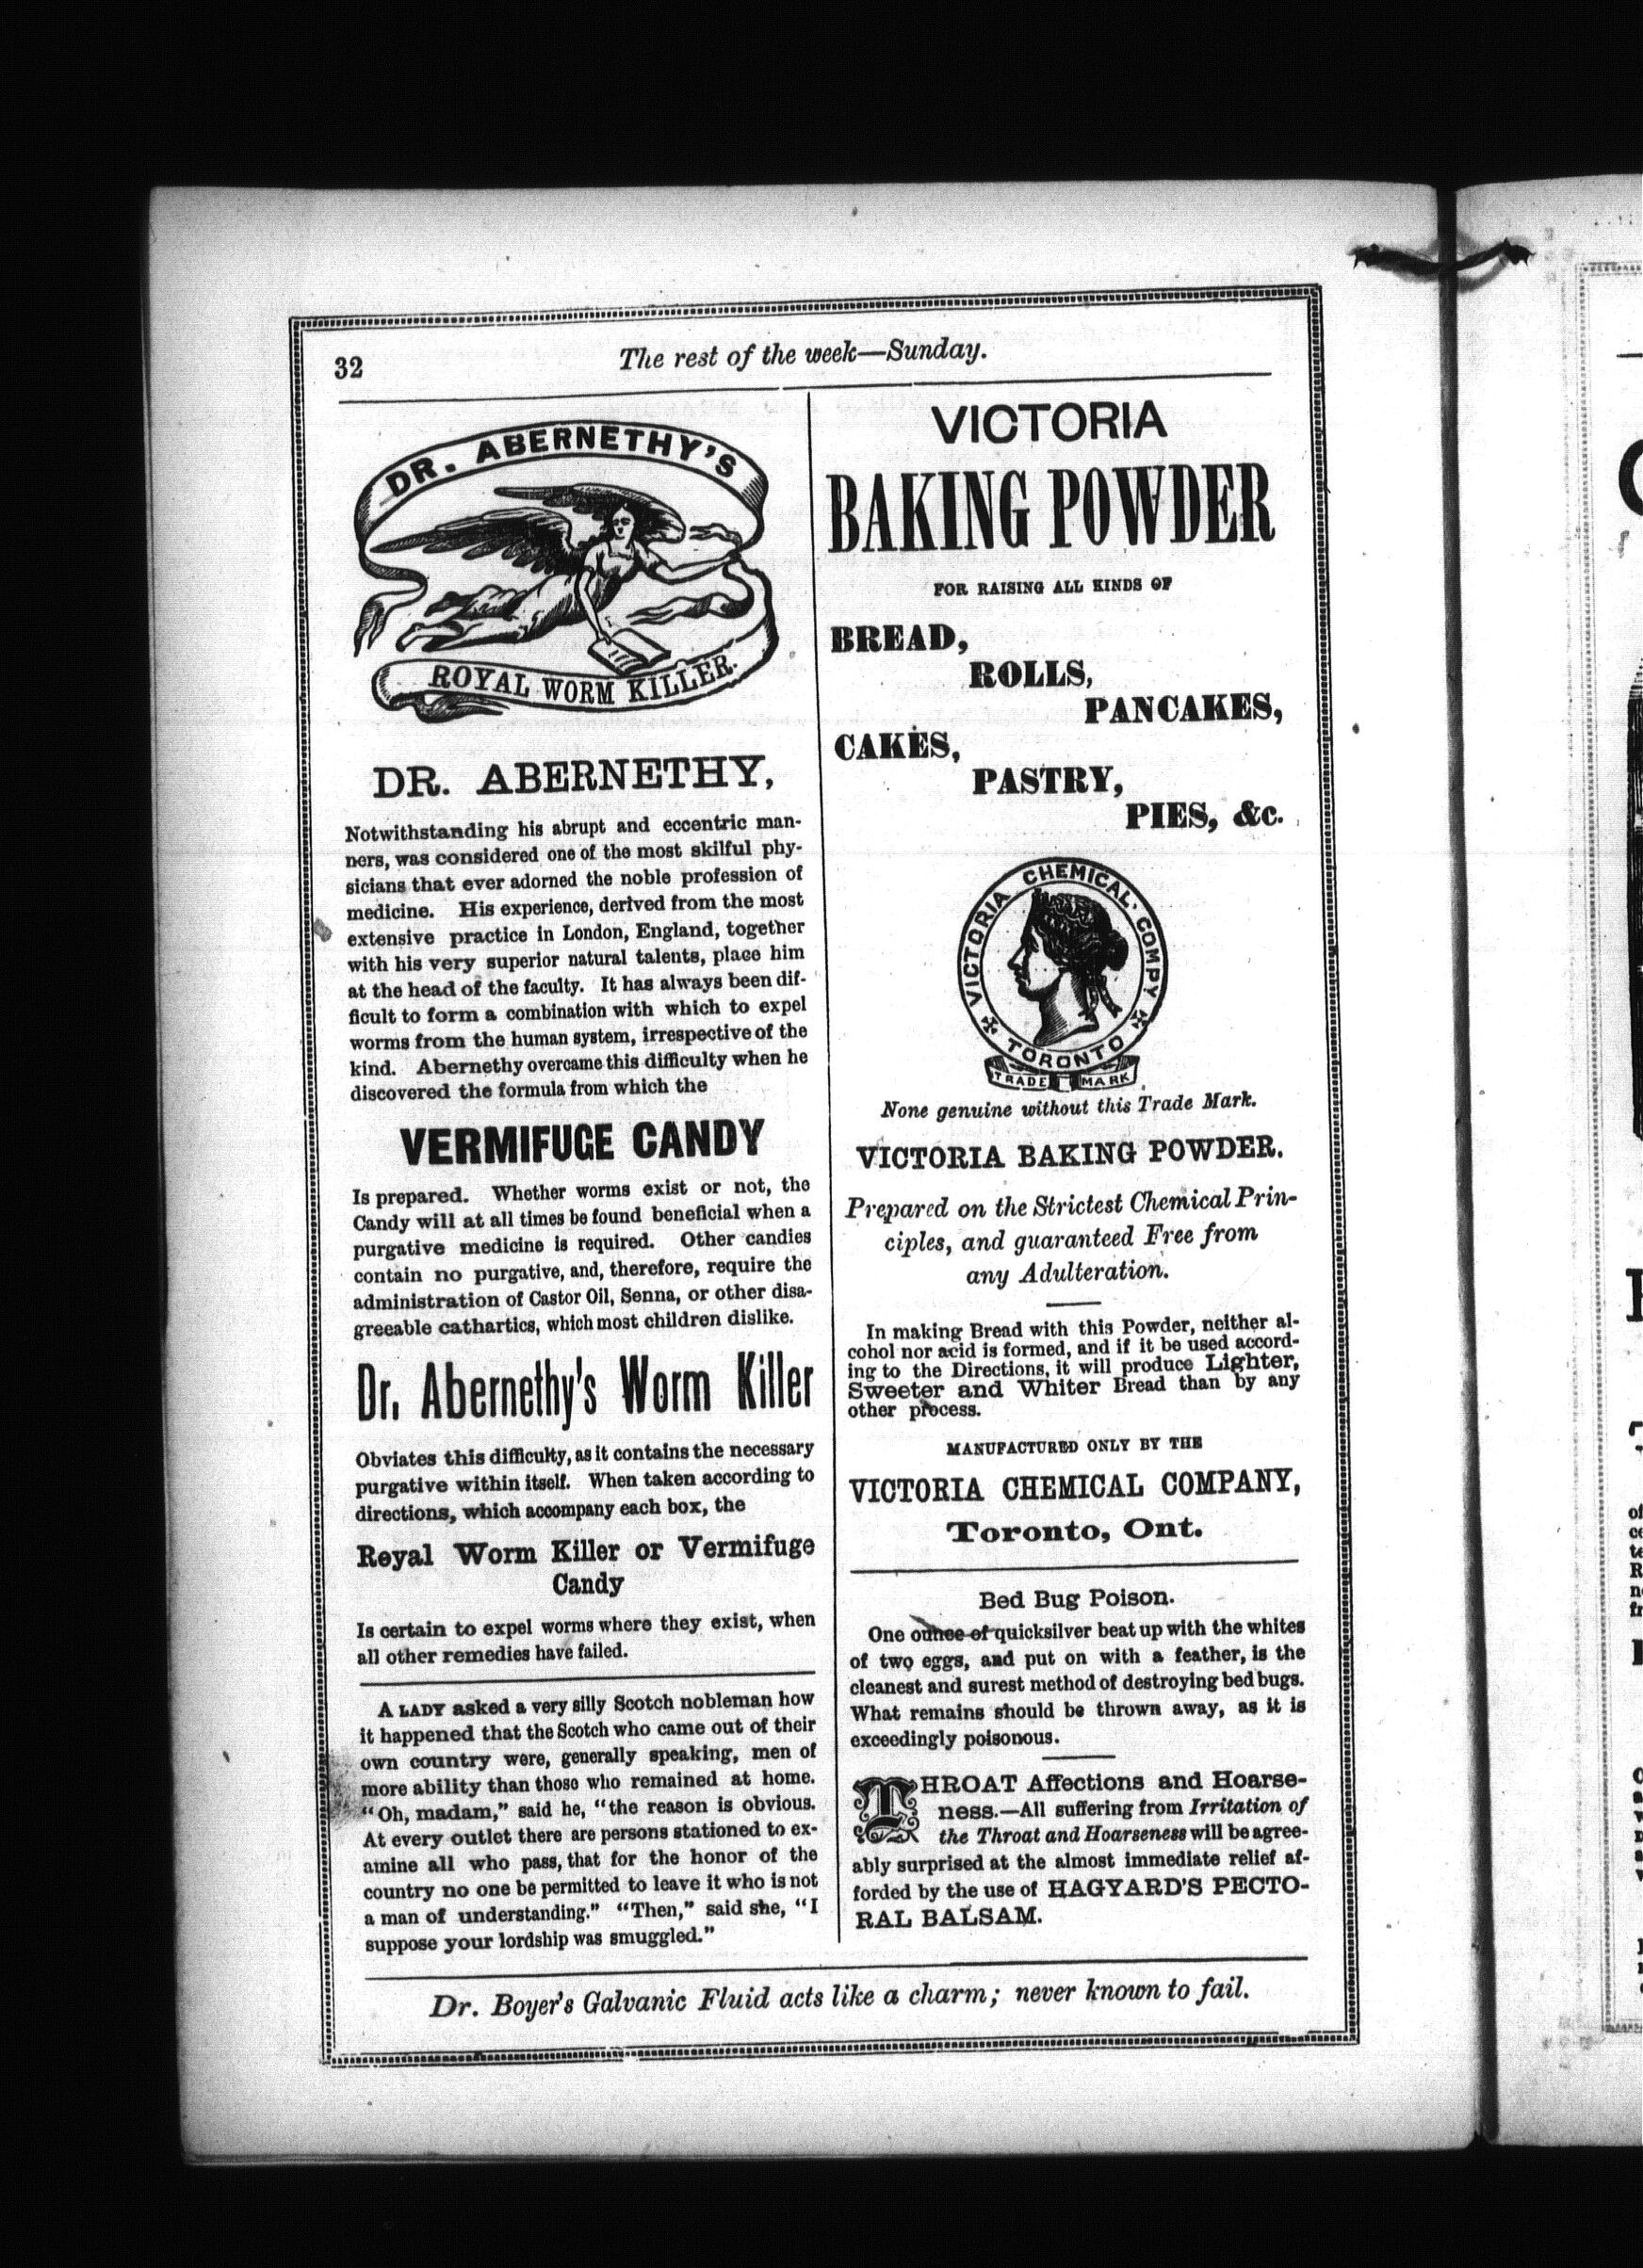 32
The rest of the week—Sunday.
DR. ABERNETHY'S
ROYAL WORM KILLER.
DR. ABERNETHY,
Notwithstanding his abrupt and eccentric man-
ners, was considered one of the most skilful phy-
sicians that ever adorned the noble profession of
medicine. His experience, derived from the most
extensive practice in London, England, together
with his very superior natural talents, place him
at the head of the faculty. It has always been dif-
ficult to form a combination with which to expel
worms from the human system, irrespective of the
kind. Abernethy overcame this difficulty when he
discovered the formula from which the
VERMIFUGE CANDY
Is prepared. Whether worms exist or not, the
Candy will at all times be found beneficial when a
purgative medicine is required. Other candies
contain no purgative, and, therefore, require the
administration of Castor Oil, Senna, or other disa-
greeable cathartics, which most children dislike.
Dr. Abernethy's Worm Killer
Obviates this difficulty, as it contains the necessary
purgative within itself. When taken according to
directions, which accompany each box, the
Royal Worm Killer or Vermifuge
Candy
Is certain to expel worms where they exist, when
all other remedies have failed.
A LADY asked a very silly Scotch nobleman how
it happened that the Scotch who came out of their
own country were, generally speaking, men of
more ability than those who remained at home.
"Oh, madam," said he, "the reason is obvious.
At every outlet there are persons stationed to ex-
amine all who pass, that for the honor of the
country no one be permitted to leave it who is not
a man of understanding." "Then," said she, "I
suppose your lordship was smuggled."
VICTORIA
BAKING POWDER
FOR RAISING ALL KINDS OF
BREAD,
ROLLS,
PANCAKES,
CAKES,
PASTRY,
PIES, &c.
VICTORIA CHEMICAL COMPY
TORONTO
TRADE MARK
None genuine without this Trade Mark.
VICTORIA BAKING POWDER.
Prepared on the Strictest Chemical Prin-
ciples, and guaranteed Free from
any Adulteration.
In making Bread with this Powder, neither al-
cohol nor acid is formed, and if it be used accord-
ing to the Directions, it will produce Lighter,
Sweeter and Whiter Bread than by any
other process.
MANUFACTURED ONLY BY THE
VICTORIA CHEMICAL COMPANY,
Toronto, Ont.
Bed Bug Poison.
One ounce of quicksilver beat up with the whites
of two eggs, and put on with a feather, is the
cleanest and surest method of destroying bed bugs.
What remains should be thrown away, as it is
exceedingly poisonous.
THROAT Affections and Hoarse-
ness.—All suffering from Irritation of
the Throat and Hoarseness will be agree-
ably surprised at the almost immediate relief af-
forded by the use of HAGYARD'S PECTO-
RAL BALSAM.
Dr. Boyer's Galvanic Fluid acts like a charm; never known to fail.